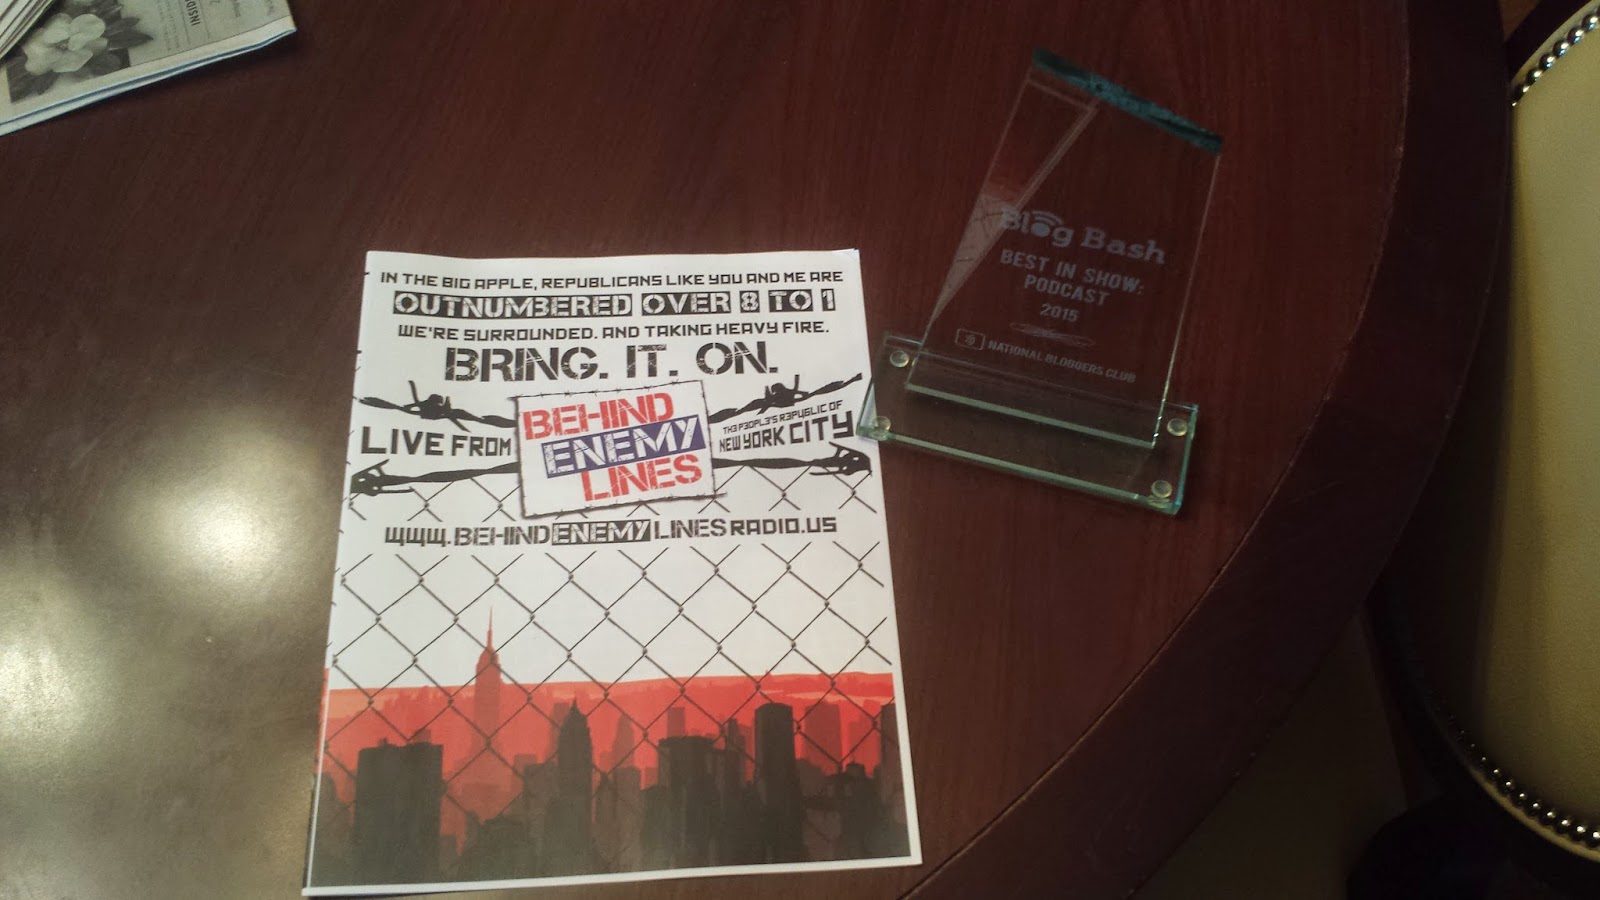 INSIDE
IN THE BIG APPLE, REPUBLICANS LIKE YOU AND ME ARE
OUTNUMBERED OVER 8 TO 1
WE'RE SURROUNDED. AND TAKING HEAVY FIRE.
BRING. IT. ON.
LIVE FROM
BEHIND
ENEMY
LINES
TH3 P3OPL3'S R3PUBLIC OF
NEW YORK CITY
WWW.BEHINDENEMYLINESRADIO.US
Blog Bash
BEST IN SHOW:
PODCAST
2015
NATIONAL BLOGGERS CLUB